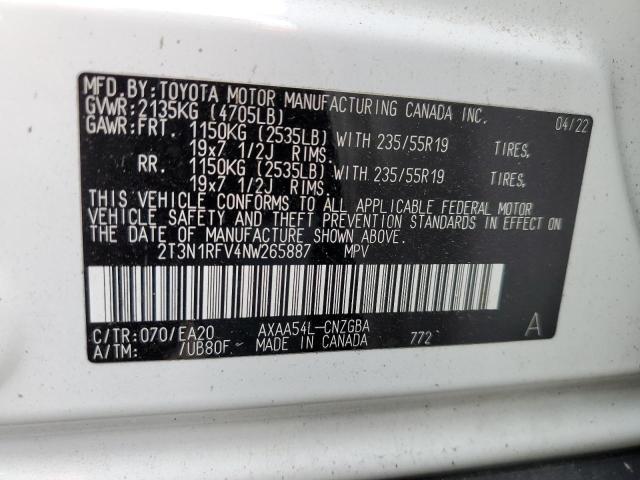 MFD. BY: TOYOTA MOTOR MANUFACTURING CANADA INC. 04/22
GVWR: 2135KG (4705LB)
GAWR: FRT. 1150KG (2535LB) WITH 235/55R19 TIRES,
19x7 1/2J RIMS.
RR. 1150KG (2535LB) WITH 235/55R19 TIRES,
19x7 1/2J RIMS.
THIS VEHICLE CONFORMS TO ALL APPLICABLE FEDERAL MOTOR
VEHICLE SAFETY AND THEFT PREVENTION STANDARDS IN EFFECT ON
THE DATE OF MANUFACTURE SHOWN ABOVE.
2T3N1RFV4NW265887 MPV
C/TR: 070/EA20 AXAA54L-CNZGBA A
A/TM: /UB80F MADE IN CANADA 772